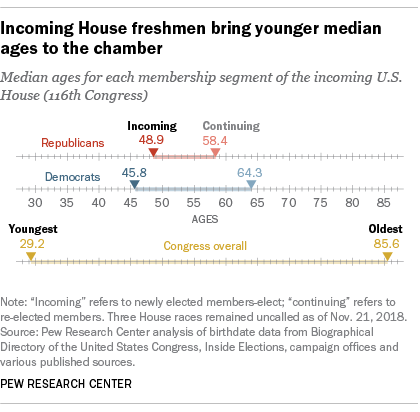 Incoming House freshmen bring younger median
ages to the chamber
Median ages for each membership segment of the incoming U.S.
House (116th Congress)
Incoming Continuing
Republicans 48.9 58.4
Democrats 45.8 64.3
30 35 40 45 50 55 60 65 70 75 80 85
AGES
Youngest Oldest
29.2 Congress overall 85.6
Note: “Incoming” refers to newly elected members-elect; “continuing” refers to
re-elected members. Three House races remained uncalled as of Nov. 21, 2018.
Source: Pew Research Center analysis of birthdate data from Biographical
Directory of the United States Congress, Inside Elections, campaign offices and
various published sources.
PEW RESEARCH CENTER